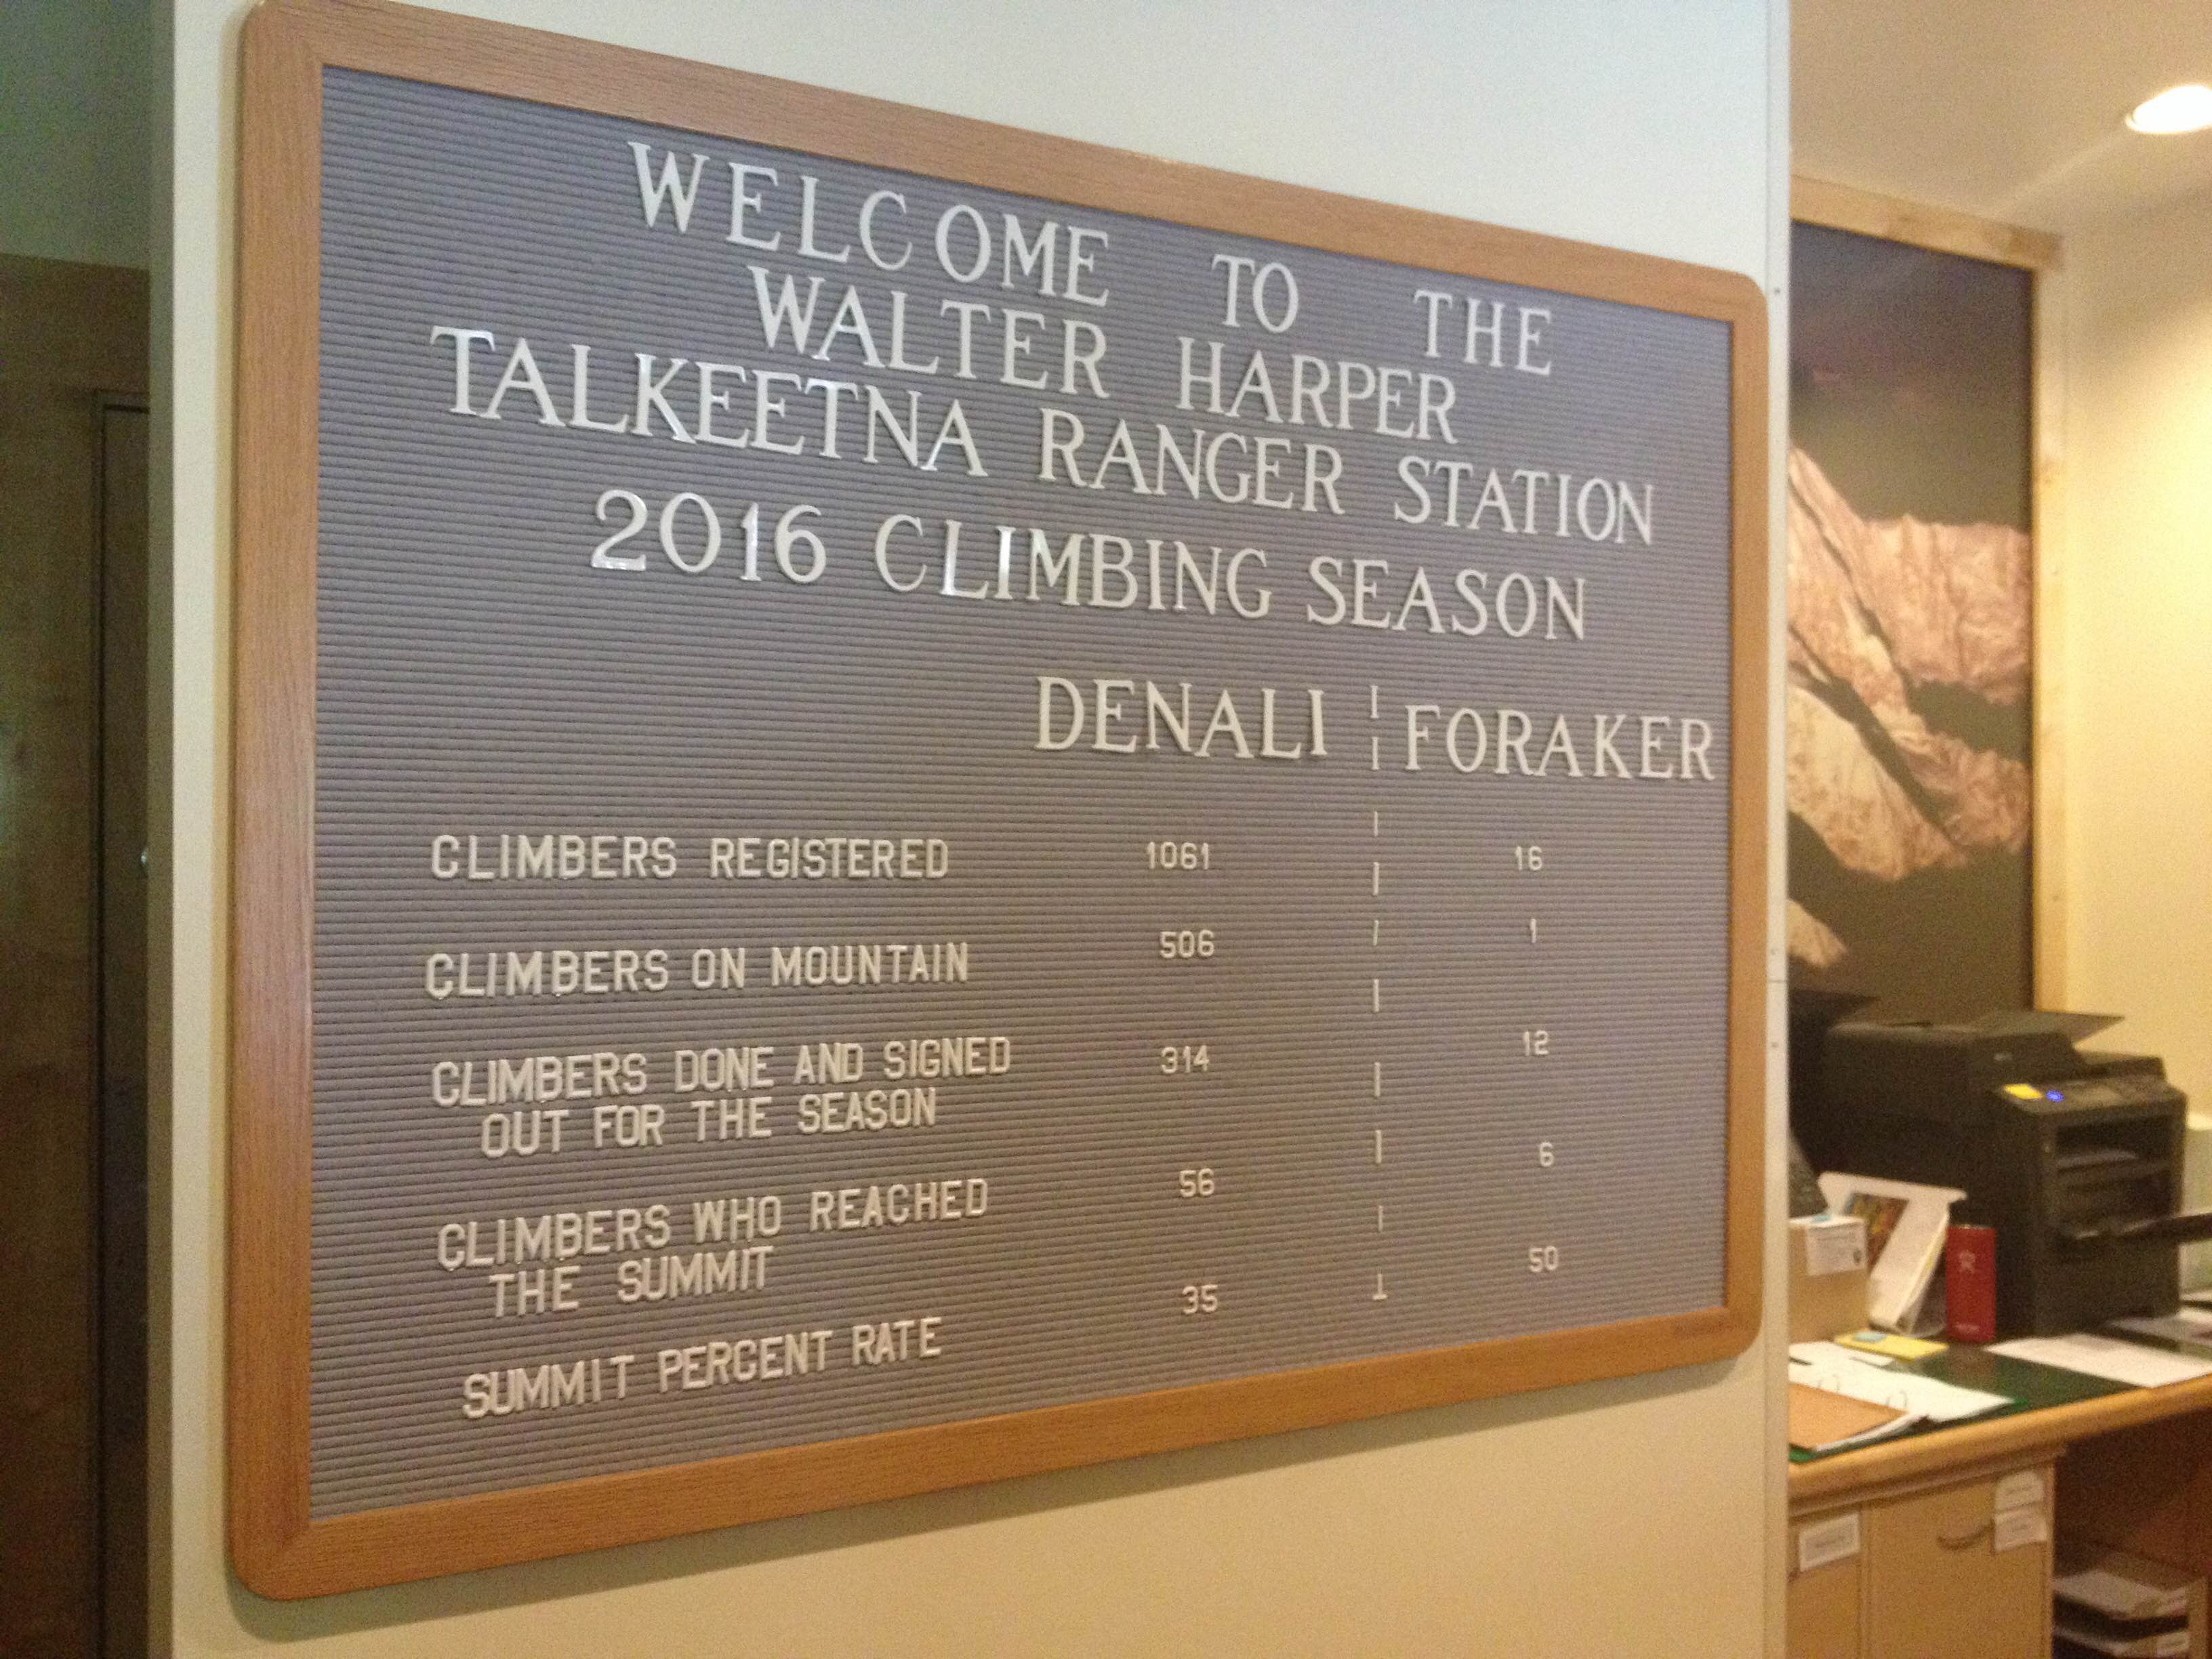 WELCOME TO THE
WALTER HARPER
TALKEETNA RANGER STATION
2016 CLIMBING SEASON
DENALI FORAKER
CLIMBERS REGISTERED 1061 16
CLIMBERS ON MOUNTAIN 506 1
CLIMBERS DONE AND SIGNED 314 12
OUT FOR THE SEASON
CLIMBERS WHO REACHED 56 6
THE SUMMIT
SUMMIT PERCENT RATE 35 50